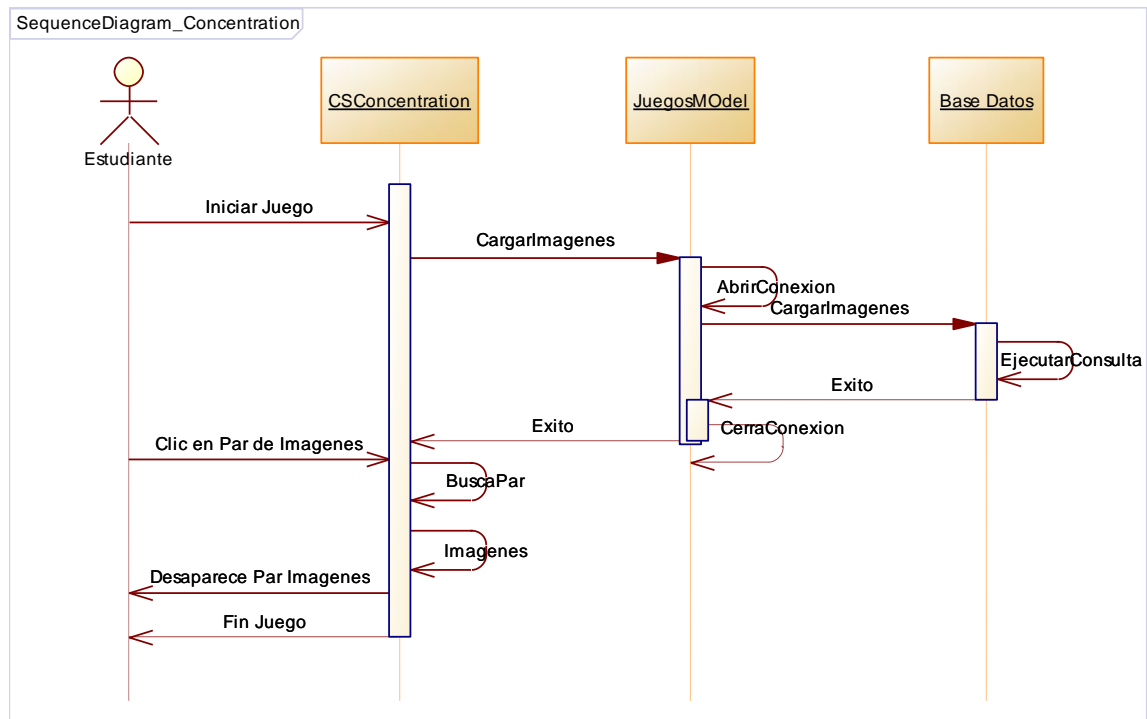 SequenceDiagram_Concentration
CSConcentration
JuegosMOdel
Base Datos
Estudiante
Iniciar Juego
CargarImagenes
AbrirConexion
CargarImagenes
EjecutarConsulta
Exito
Exito
CerraConexion
Clic en Par de Imagenes
BuscaPar
Imagenes
Desaparece Par Imagenes
Fin Juego